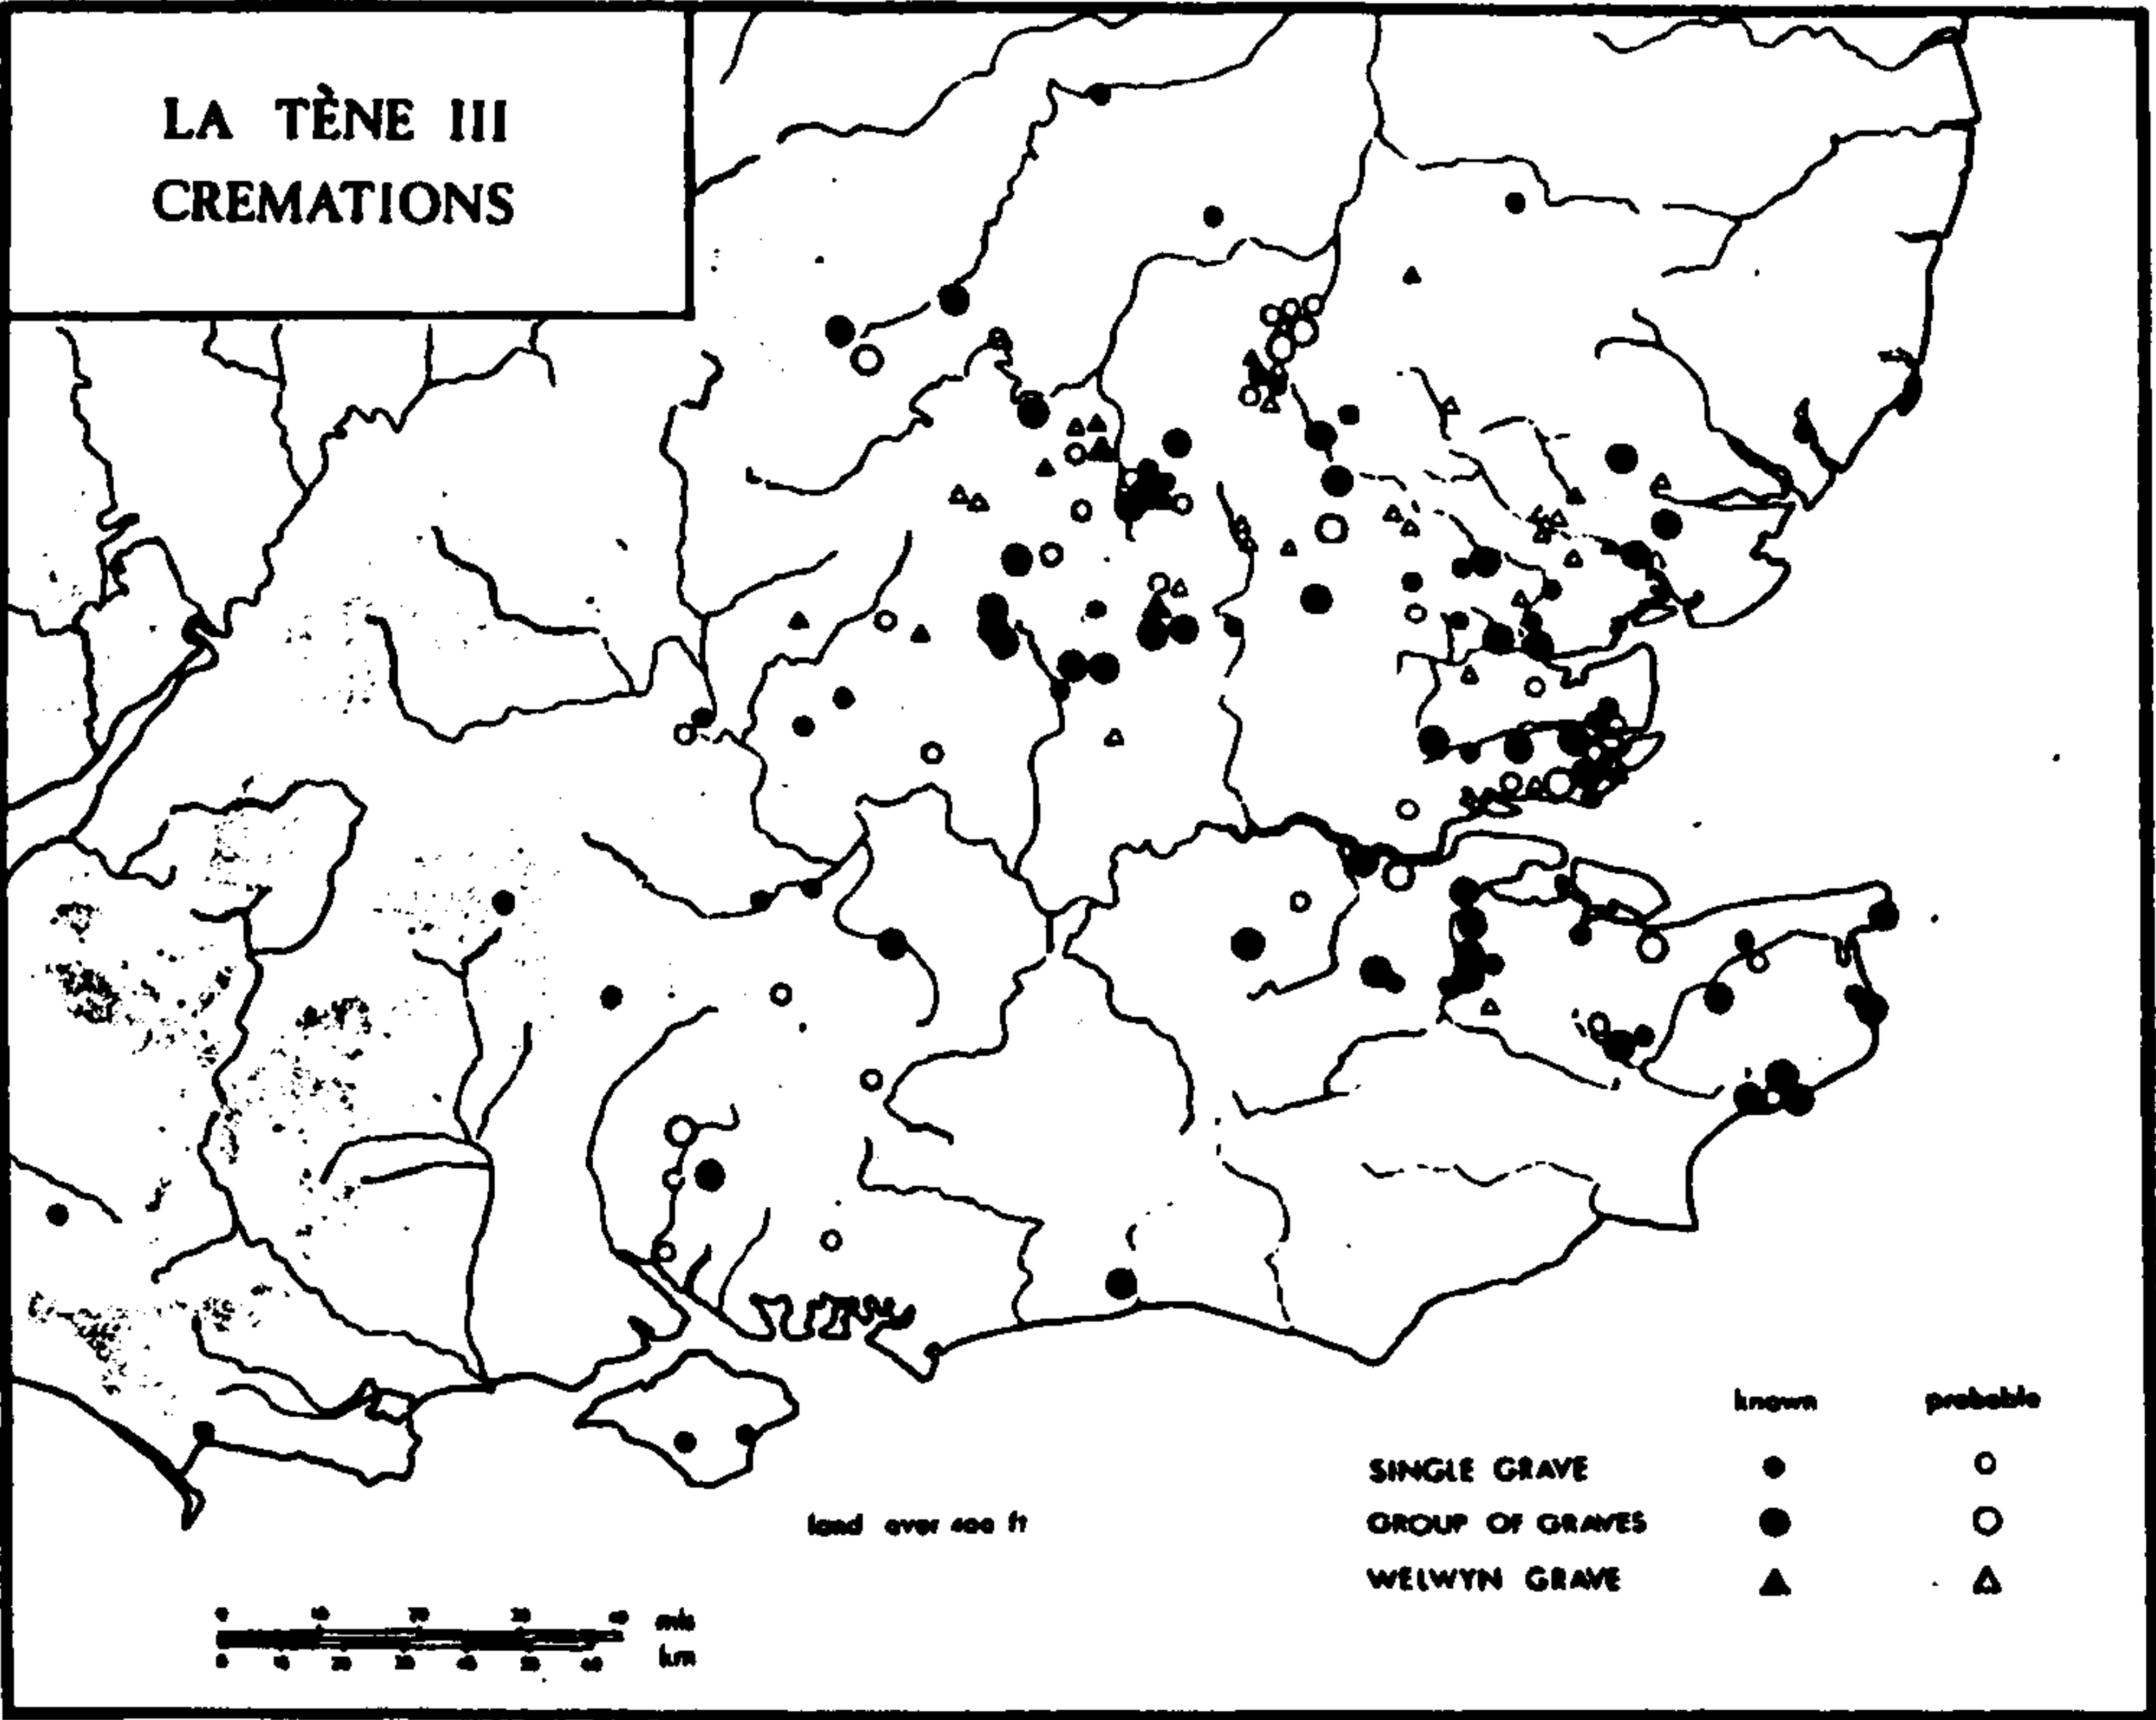 LA TÈNE III
CREMATIONS
known probable
SINGLE GRAVE
GROUP OF GRAVES
WELWYN GRAVE
land over 400 ft
mls
km